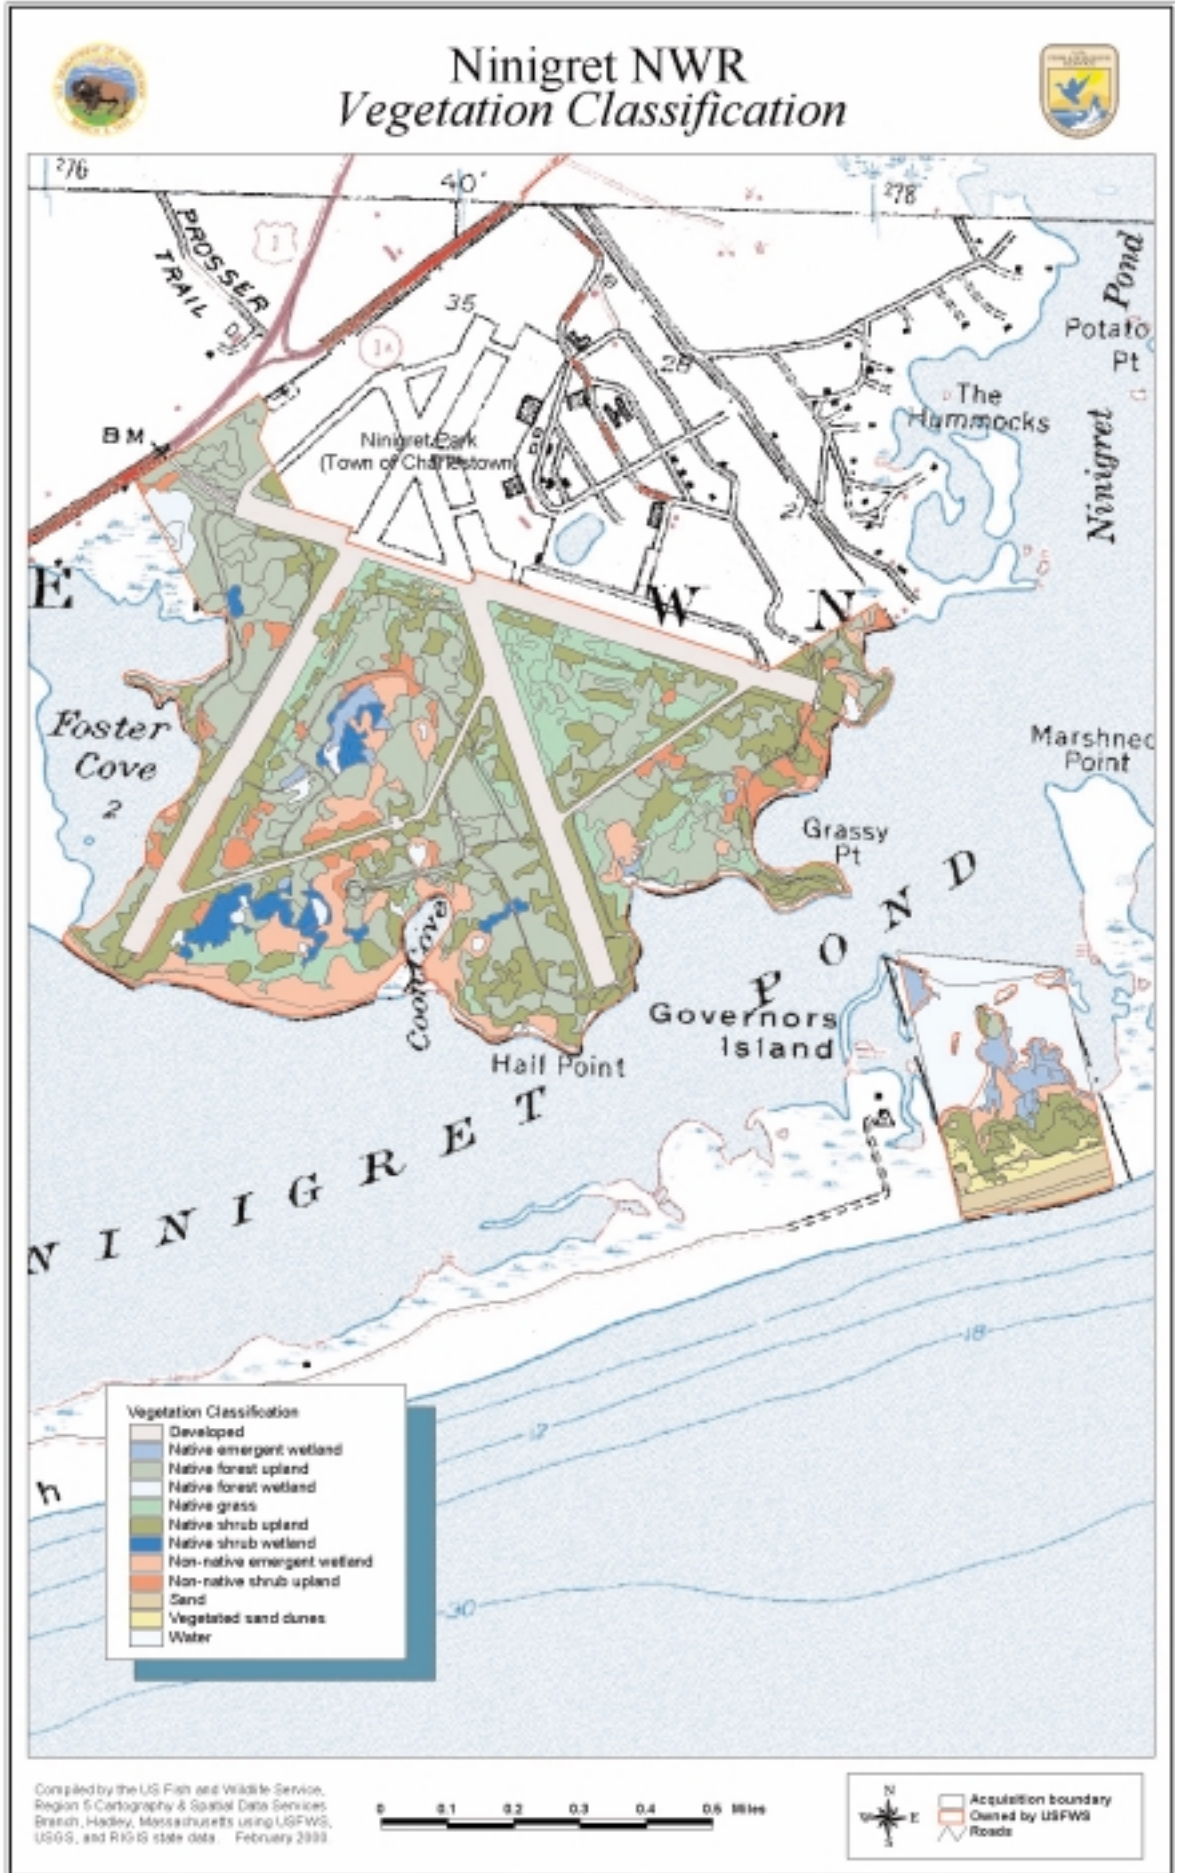 Ninigret NWR
Vegetation Classification
276
40'
278
PROSSER
TRAIL
1
35
1A
28
Pond
Ninigret
Potato
Pt
The
Hummocks
BM
Ninigret Park
(Town of Charlestown)
21
E
W
N
Foster
Cove
2
Marshneck
Point
Grassy
Pt
Coon Cove
POND
Governors
Island
Half Point
NINIGRET
18
12
h
30
Vegetation Classification
Developed
Native emergent wetland
Native forest upland
Native forest wetland
Native grass
Native shrub upland
Native shrub wetland
Non-native emergent wetland
Non-native shrub upland
Sand
Vegetated sand dunes
Water
Compiled by the US Fish and Wildlife Service,
Region 5 Cartography & Spatial Data Services
Branch, Hadley, Massachusetts using USFWS,
USGS, and RIGIS state data. February 2000.
0 0.1 0.2 0.3 0.4 0.5 Miles
N
W E
S
Acquisition boundary
Owned by USFWS
Roads